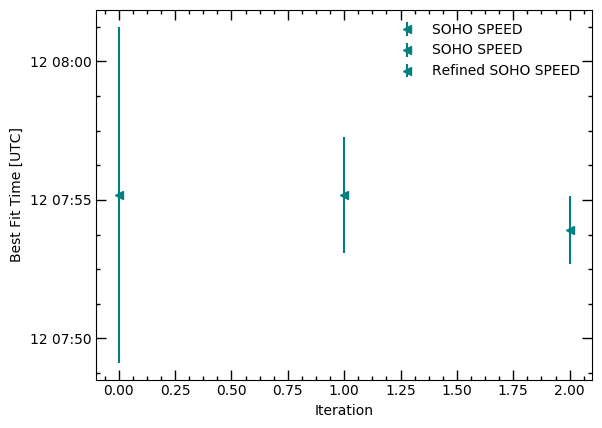 SOHO SPEED
SOHO SPEED
Refined SOHO SPEED
12 08:00
12 07:55
12 07:50
Best Fit Time [UTC]
0.00 0.25 0.50 0.75 1.00 1.25 1.50 1.75 2.00
Iteration